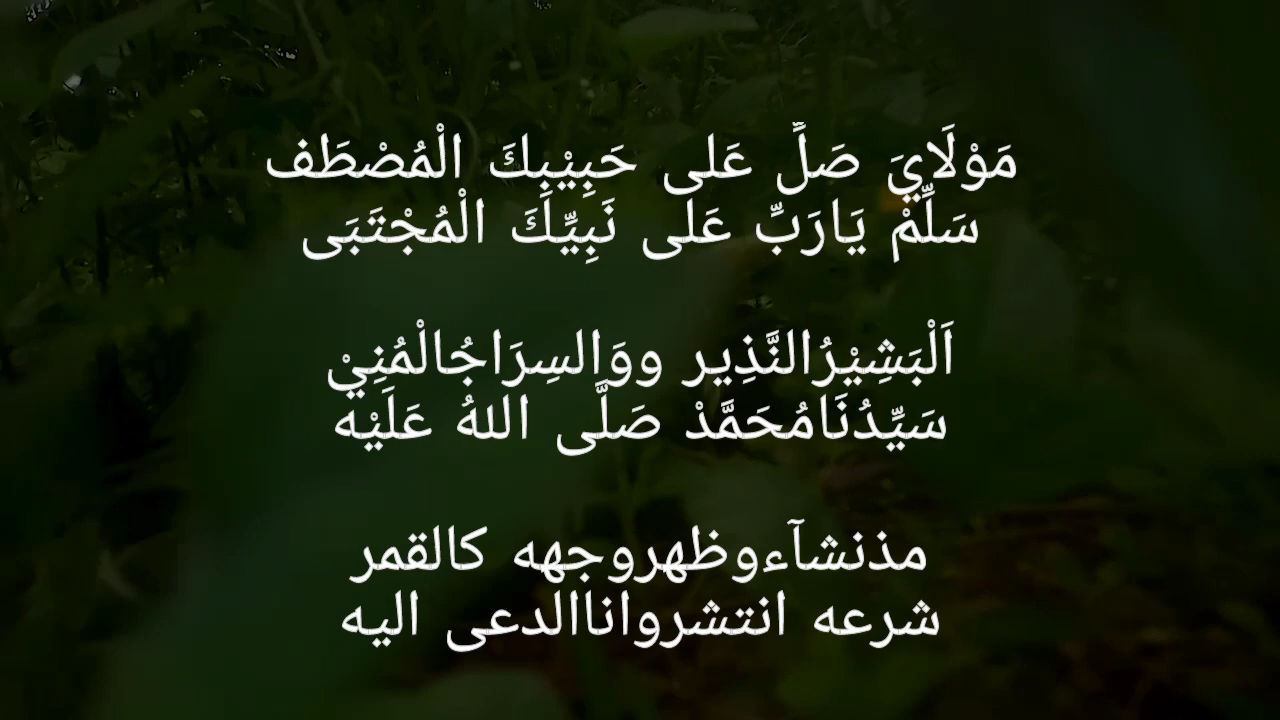 مَوْلَايَ صَلِّ عَلى حَبِيْبِكَ الْمُصْطَف
سَلِّمْ يَارَبِّ عَلى نَبِيِّكَ الْمُجْتَبَى
اَلْبَشِيْرُالنَّذِير ووَالسِرَاجُالْمُنِيْ
سَيِّدُنَامُحَمَّدْ صَلَّى اللهُ عَلَيْه
مذنشآءوظهروجهه كالقمر
شرعه انتشرواناالدعى اليه